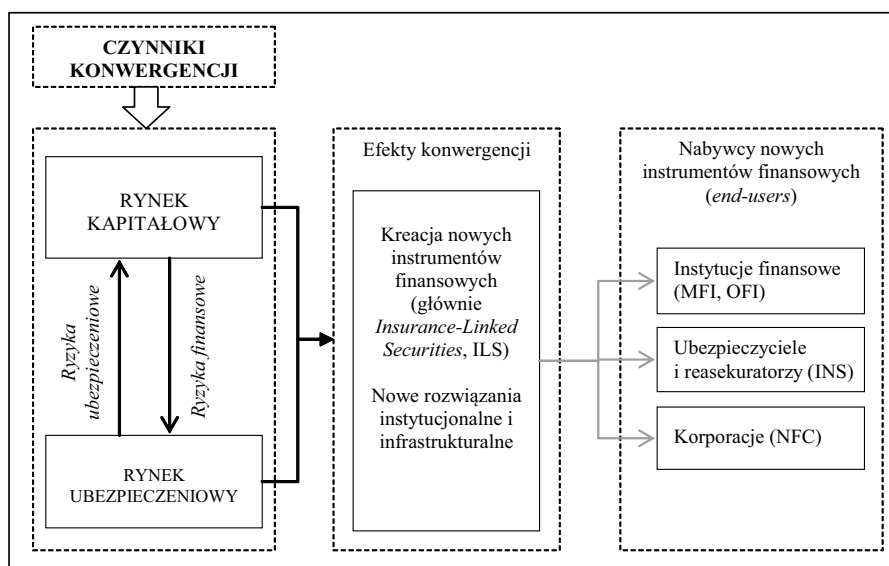 CZYNNIKI
KONWERGENCJI
RYNEK
KAPITAŁOWY
Ryzyka
ubezpieczeniowe
Ryzyka finansowe
RYNEK
UBEZPIECZENIOWY
Efekty konwergencji
Kreacja nowych
instrumentów
finansowych
(głównie
Insurance-Linked
Securities, ILS)
Nowe rozwiązania
instytucjonalne i
infrastrukturalne
Nabywcy nowych
instrumentów finansowych
(end-users)
Instytucje finansowe
(MFI, OFI)
Ubezpieczyciele
i reasekuratorzy (INS)
Korporacje (NFC)